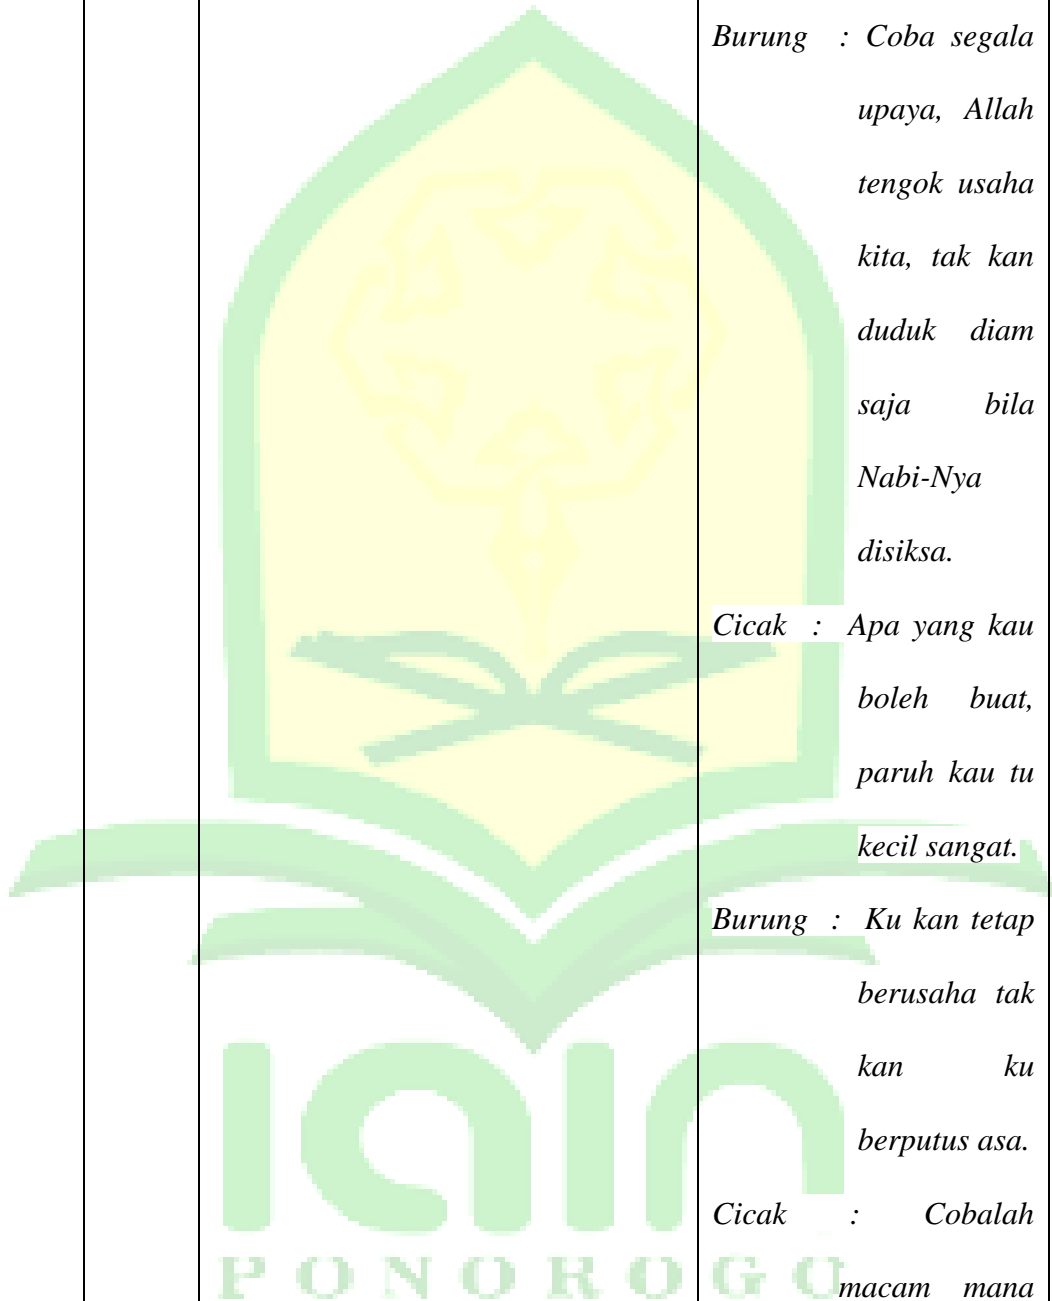 Burung : Coba segala
upaya, Allah
tengok usaha
kita, tak kan
duduk diam
saja bila
Nabi-Nya
disiksa.
Cicak : Apa yang kau
boleh buat,
paruh kau tu
kecil sangat.
Burung : Ku kan tetap
berusaha tak
kan ku
berputus asa.
Cicak : Cobalah
macam mana
iain
PONOROGO